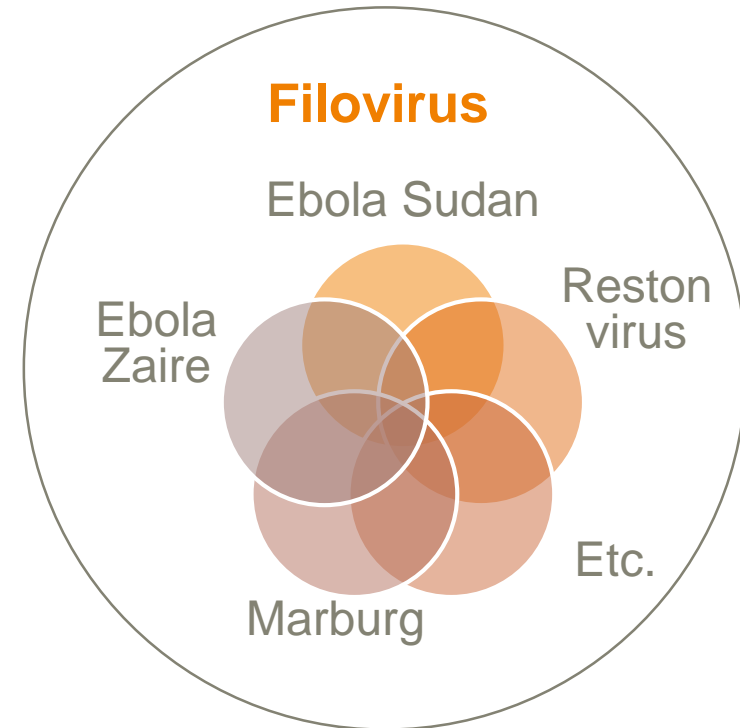 Filovirus
Ebola Sudan
Reston
virus
Ebola
Zaire
Etc.
Marburg